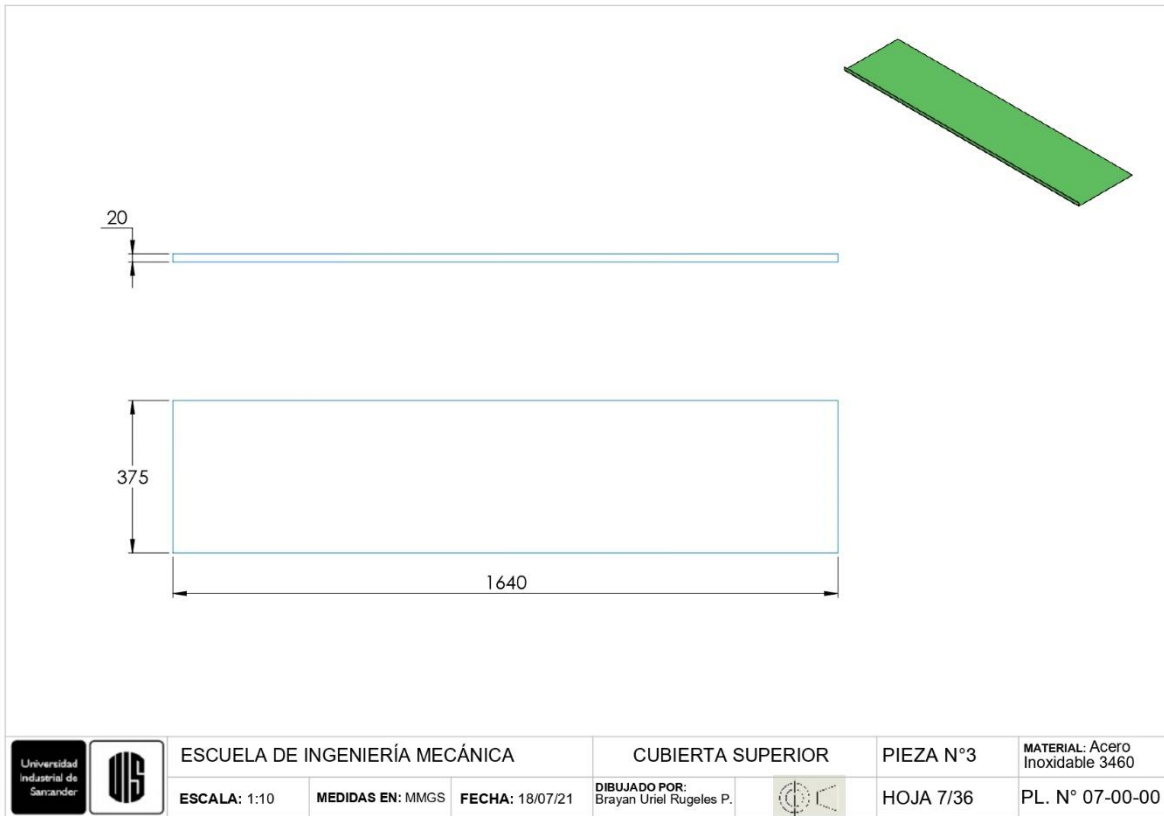 20
375
1640
Universidad
Industrial de
Santander
UIS
ESCUELA DE INGENIERÍA MECÁNICA
CUBIERTA SUPERIOR
PIEZA N°3
MATERIAL: Acero
Inoxidable 3460
ESCALA: 1:10
MEDIDAS EN: MMGS
FECHA: 18/07/21
DIBUJADO POR:
Brayan Uriel Rugeles P.
HOJA 7/36
PL. N° 07-00-00